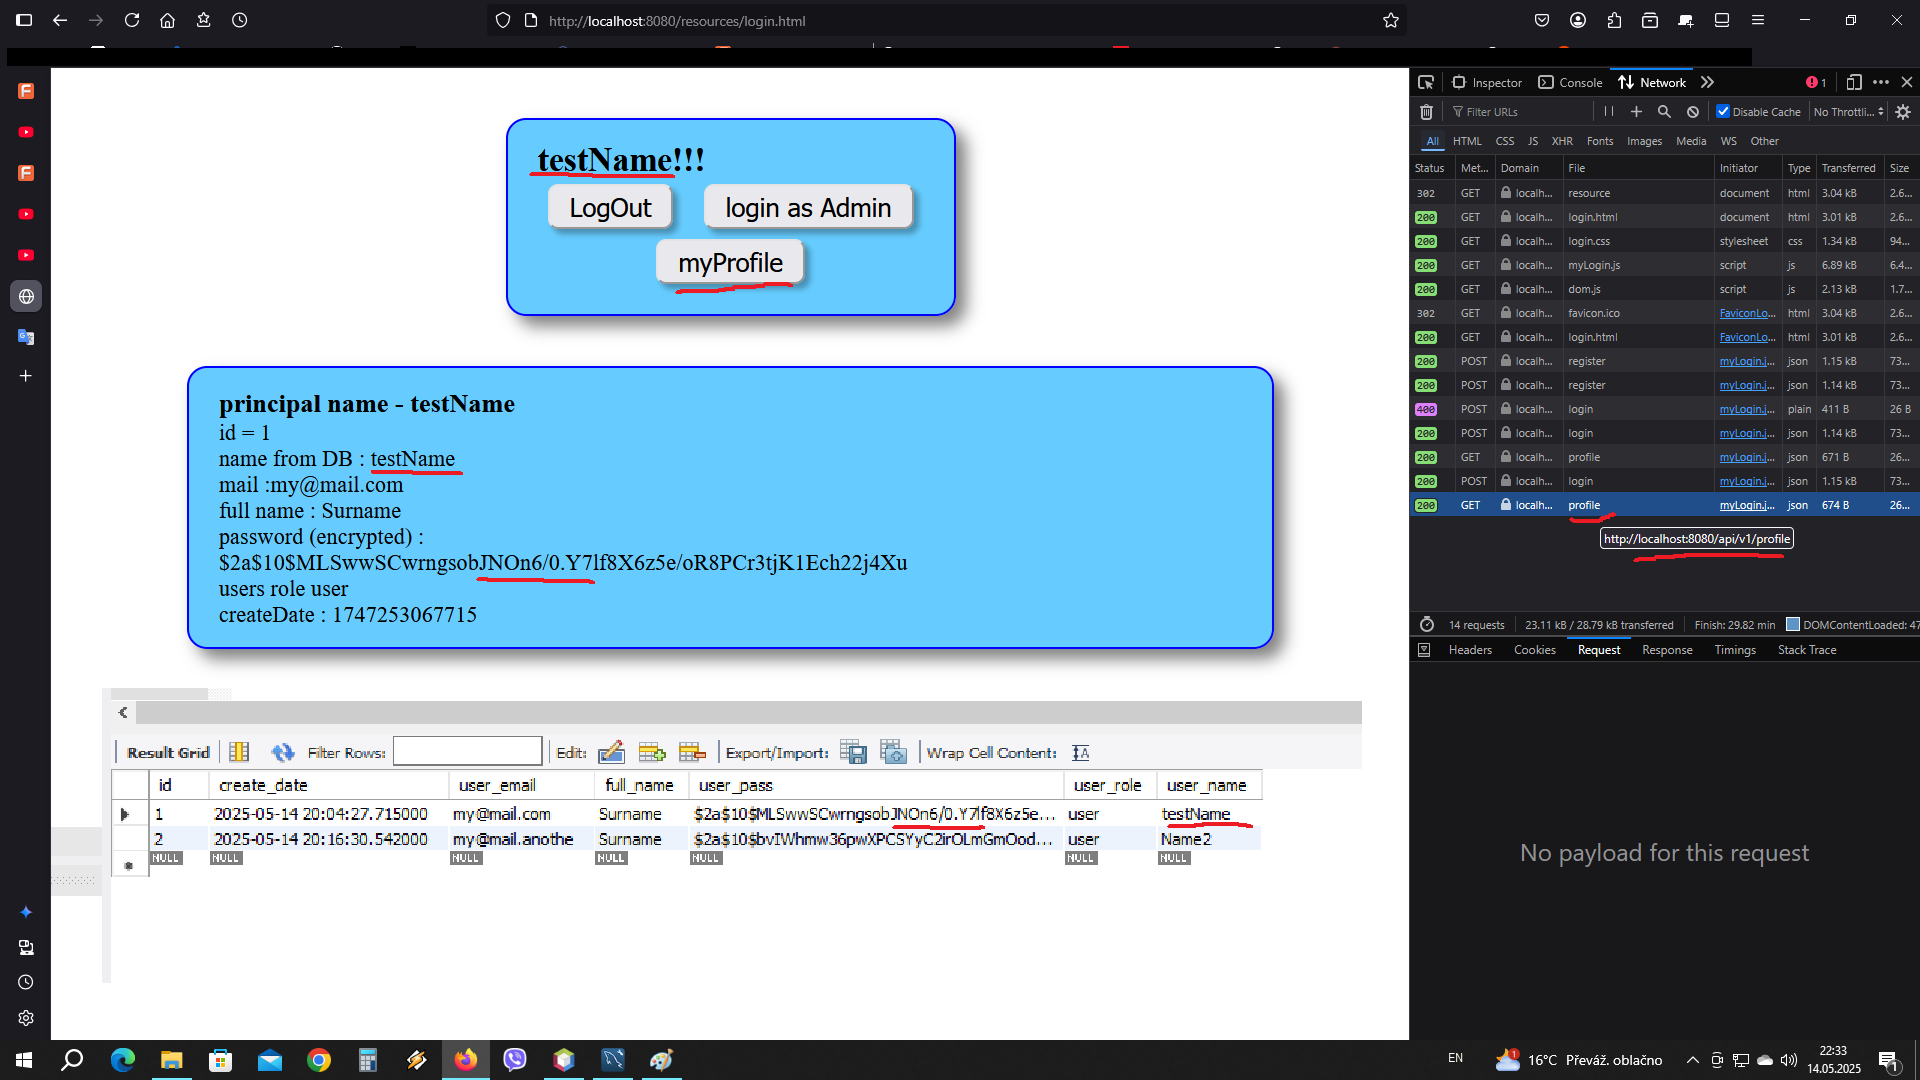 http://localhost:8080/resources/login.html
testName!!!
LogOut
login as Admin
myProfile
principal name - testName
id = 1
name from DB : testName
mail :my@mail.com
full name : Surname
password (encrypted) :
$2a$10$MLSwwSCwrngsobJNOn6/0.Y7lf8X6z5e/oR8PCr3tjK1Ech22j4Xu
users role user
createDate : 1747253067715
Result Grid Filter Rows: Edit: Export/Import: Wrap Cell Content:
id create_date user_email full_name user_pass user_role user_name
1 2025-05-14 20:04:27.715000 my@mail.com Surname $2a$10$MLSwwSCwrngsobJNOn6/0.Y7lf8X6z5e... user testName
2 2025-05-14 20:16:30.542000 my@mail.anothe Surname $2a$10$bvIWhmw36pwXPCSYyC2irOLmGmOod... user Name2
NULL NULL NULL NULL NULL NULL NULL
Inspector Console Network 1
Filter URLs Disable Cache No Throttli...
All HTML CSS JS XHR Fonts Images Media WS Other
Status Met... Domain File Initiator Type Transferred Size
302 GET localh... resource document html 3.04 kB 2.6...
200 GET localh... login.html document html 3.01 kB 2.6...
200 GET localh... login.css stylesheet css 1.34 kB 94...
200 GET localh... myLogin.js script js 6.89 kB 6.4...
200 GET localh... dom.js script js 2.13 kB 1.7...
302 GET localh... favicon.ico FaviconLo... html 3.04 kB 2.6...
200 GET localh... login.html FaviconLo... html 3.01 kB 2.6...
200 POST localh... register myLogin.j... json 1.15 kB 73...
200 POST localh... register myLogin.j... json 1.14 kB 73...
400 POST localh... login myLogin.j... plain 411 B 26 B
200 POST localh... login myLogin.j... json 1.14 kB 73...
200 GET localh... profile myLogin.j... json 671 B 26...
200 POST localh... login myLogin.j... json 1.15 kB 73...
200 GET localh... profile myLogin.j... json 674 B 26...
http://localhost:8080/api/v1/profile
14 requests 23.11 kB / 28.79 kB transferred Finish: 29.82 min DOMContentLoaded: 47
Headers Cookies Request Response Timings Stack Trace
No payload for this request
EN 1 16°C Převáž. oblačno 22:33
14.05.2025 1